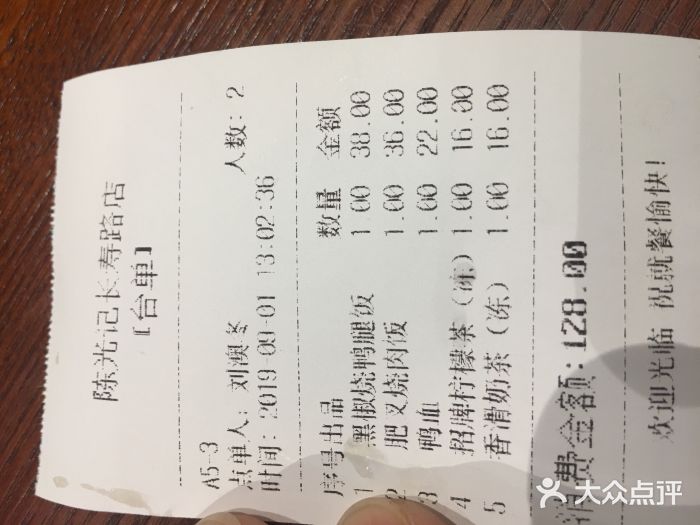 陈光记长寿路店
【台单】
A5-3
点单人: 刘澳冬 人数: 2
时间: 2019-09-01 13:02:36
序号出品 数量 金额
1 黑椒烧鸭腿饭 1.00 38.00
2 肥叉烧肉饭 1.00 36.00
3 鸭血 1.00 22.00
4 招牌柠檬茶（冻） 1.00 16.00
5 香滑奶茶（冻） 1.00 16.00
消费金额: 128.00
欢迎光临 祝就餐愉快!
大众点评